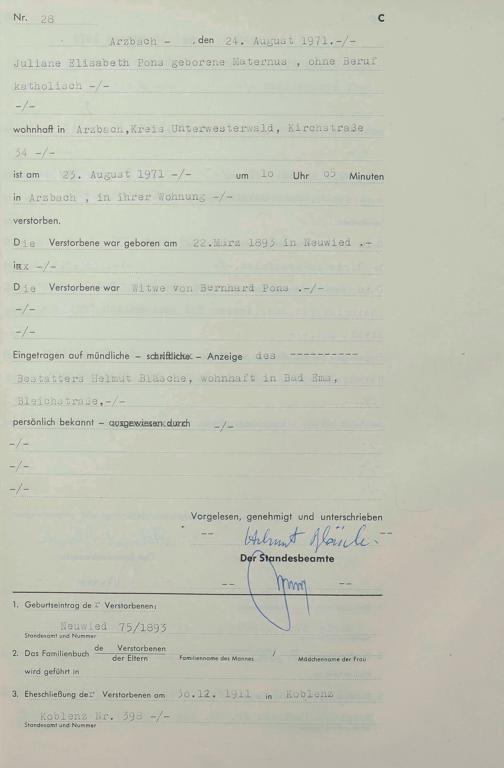 Nr. 28 C
Arzbach - , den 24. August 1971.-/-
Juliane Elisabeth Pons geborene Maternus , ohne Beruf
katholisch -/-
-/-
wohnhaft in Arzbach,Kreis Unterwesterwald, Kirchstraße
34 -/-
ist am 23. August 1971 -/- um 10 Uhr 05 Minuten
in Arzbach , in ihrer Wohnung -/-
verstorben.
Die Verstorbene war geboren am 22.März 1893 in Neuwied .-
in -/-
Die Verstorbene war Witwe von Bernhard Pons .-/-
-/-
-/-
Eingetragen auf mündliche – schriftliche – Anzeige des ----------
Bestatters Helmut Bläsche, wohnhaft in Bad Ems,
Bleichstraße,-/-
persönlich bekannt – ausgewiesen durch -/-
-/-
-/-
-/-
Vorgelesen, genehmigt und unterschrieben
-- Helmut Bläsche --
Der Standesbeamte
-- --
1. Geburtseintrag der Verstorbenen:
Neuwied 75/1893
Standesamt und Nummer
2. Das Familienbuch de Verstorbenen / der Eltern
Familienname des Mannes / Mädchenname der Frau
wird geführt in
3. Eheschließung der Verstorbenen am 30.12. 1911 in Koblenz
Koblenz Nr. 398 -/-
Standesamt und Nummer